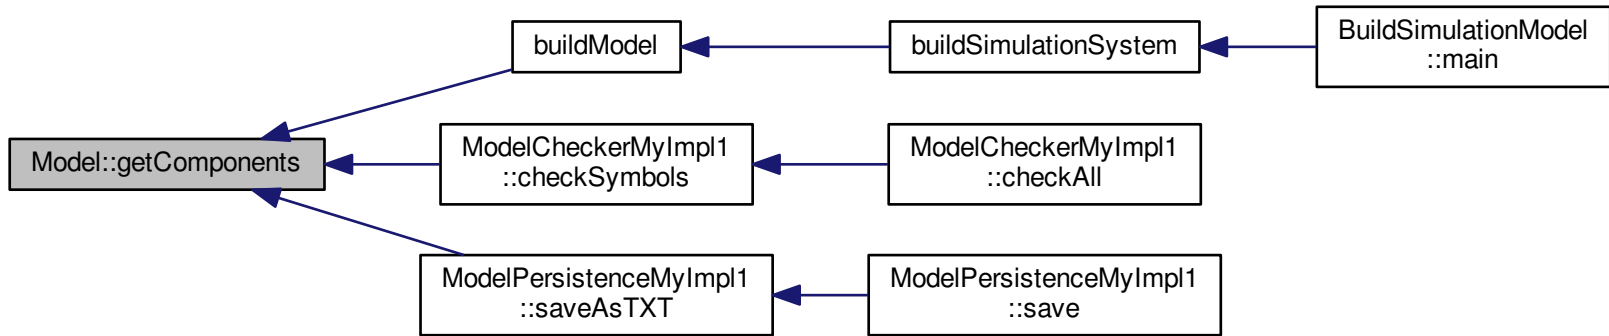 Model::getComponents
buildModel
buildSimulationSystem
BuildSimulationModel
::main
ModelCheckerMyImpl1
::checkSymbols
ModelCheckerMyImpl1
::checkAll
ModelPersistenceMyImpl1
::saveAsTXT
ModelPersistenceMyImpl1
::save